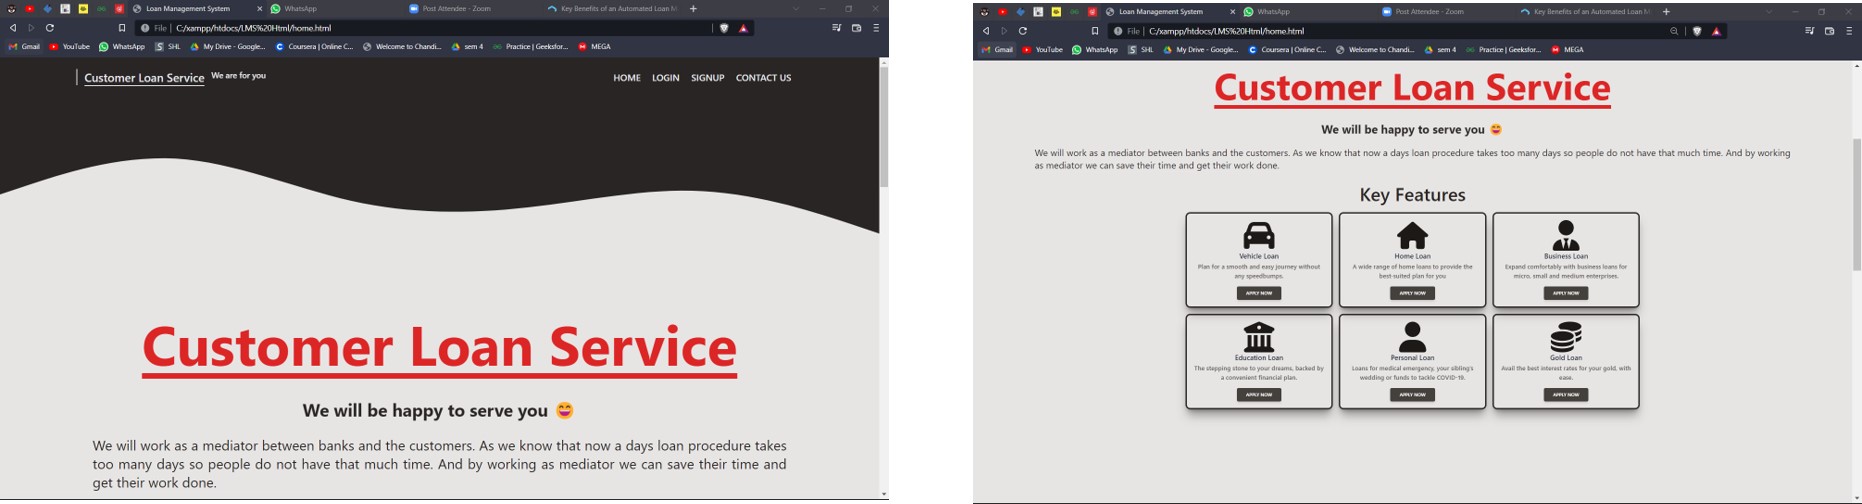 Loan Management System
WhatsApp
Post Attendee - Zoom
Key Benefits of an Automated Loan M
File | C:/xampp/htdocs/LMS%20Html/home.html
Gmail YouTube WhatsApp SHL My Drive - Google... Coursera | Online C... Welcome to Chandi... sem 4 Practice | Geeksfor... MEGA
Customer Loan Service We are for you
HOME LOGIN SIGNUP CONTACT US
Customer Loan Service
We will be happy to serve you 😄
We will work as a mediator between banks and the customers. As we know that now a days loan procedure takes
too many days so people do not have that much time. And by working as mediator we can save their time and
get their work done.
Loan Management System
WhatsApp
Post Attendee - Zoom
Key Benefits of an Automated Loan M
File | C:/xampp/htdocs/LMS%20Html/home.html
Gmail YouTube WhatsApp SHL My Drive - Google... Coursera | Online C... Welcome to Chandi... sem 4 Practice | Geeksfor... MEGA
Customer Loan Service
We will be happy to serve you 😄
We will work as a mediator between banks and the customers. As we know that now a days loan procedure takes too many days so people do not have that much time. And by working
as mediator we can save their time and get their work done.
Key Features
Vehicle Loan
Plan for a smooth and easy journey without
any speedbumps.
APPLY NOW
Home Loan
A wide range of home loans to provide the
best suited plan for you
APPLY NOW
Business Loan
Expand comfortably with business loans for
micro, small and medium enterprises.
APPLY NOW
Education Loan
The stepping stone to your dreams, backed by
a convenient financial plan.
APPLY NOW
Personal Loan
Loans for medical emergency, your sibling's
wedding or funds to tackle COVID-19.
APPLY NOW
Gold Loan
Avail the best interest rates for your gold, with
ease.
APPLY NOW